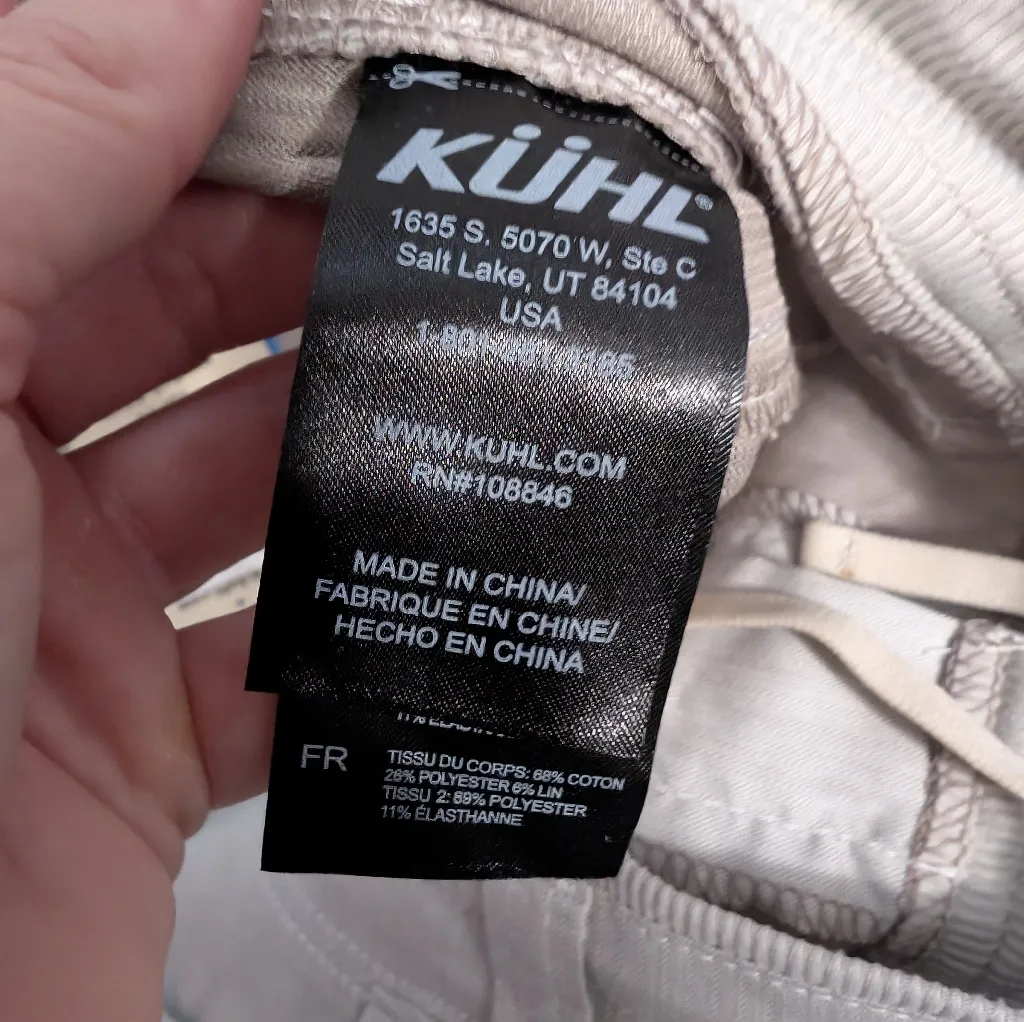 KÜHL®
1635 S. 5070 W, Ste C
Salt Lake, UT 84104
USA
WWW.KUHL.COM
RN#108846
MADE IN CHINA/
FABRIQUE EN CHINE/
HECHO EN CHINA
FR
TISSU DU CORPS: 68% COTON
26% POLYESTER 6% LIN
TISSU 2: 89% POLYESTER
11% ÉLASTHANNE